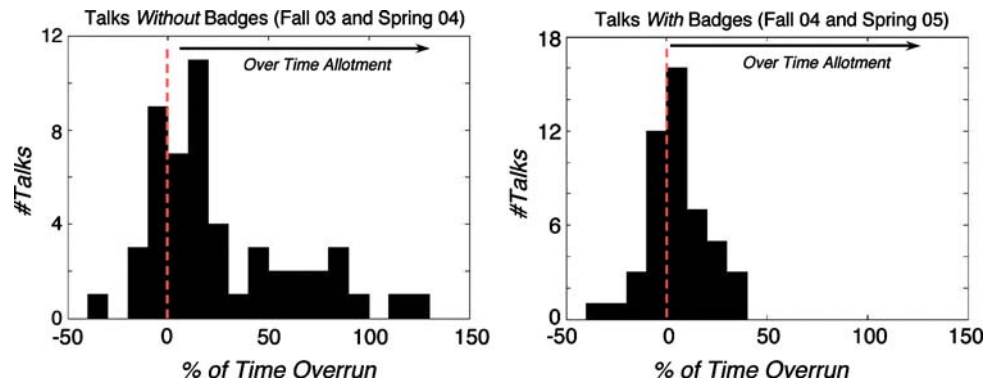 Talks Without Badges (Fall 03 and Spring 04)
12
Over Time Allotment
8
#Talks
4
0
-50 0 50 100 150
% of Time Overrun
Talks With Badges (Fall 04 and Spring 05)
18
Over Time Allotment
12
#Talks
6
0
-50 0 50 100 150
% of Time Overrun